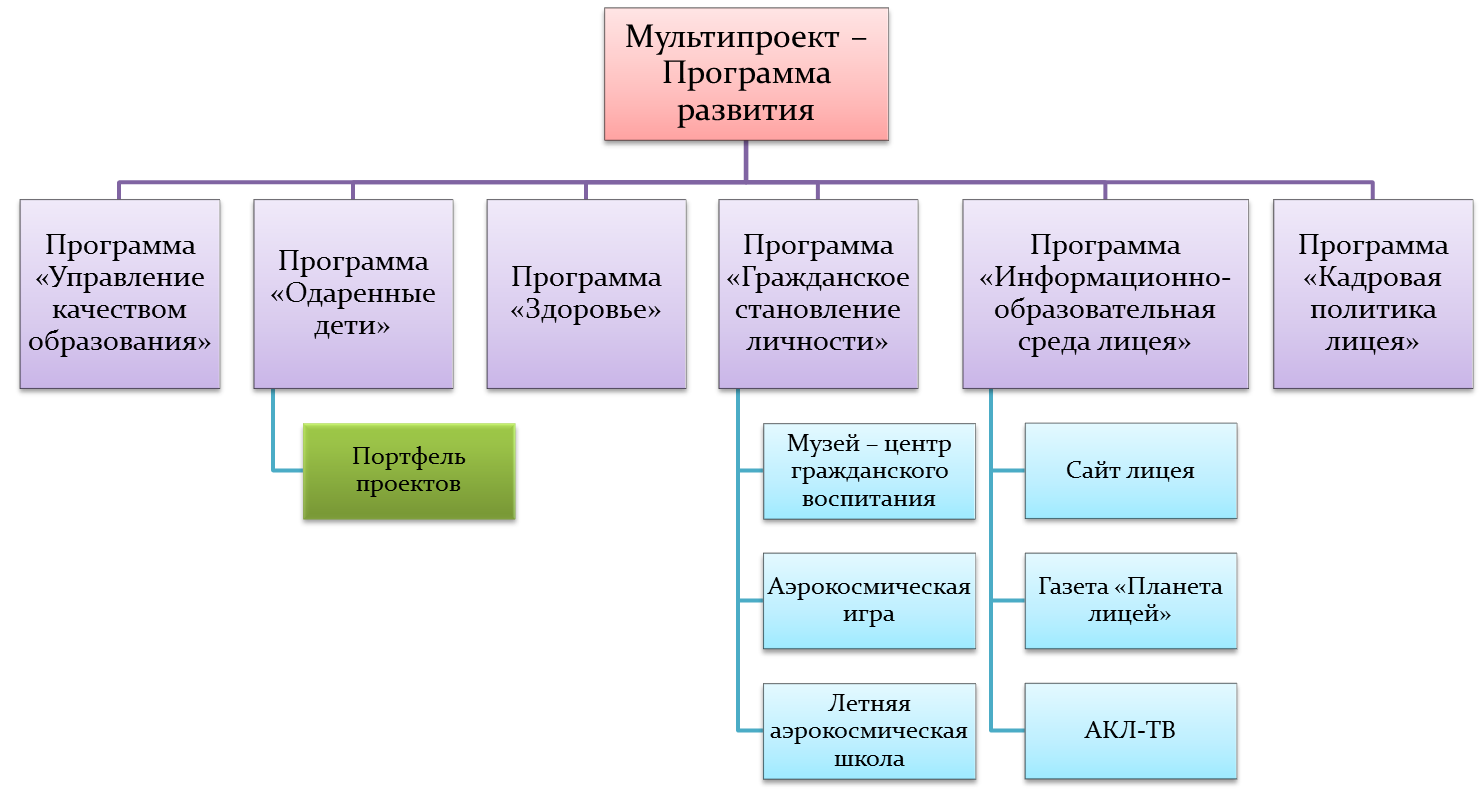 Мультипроект –
Программа
развития
Программа
«Управление
качеством
образования»
Программа
«Одаренные
дети»
Программа
«Здоровье»
Программа
«Гражданское
становление
личности»
Программа
«Информационно-
образовательная
среда лицея»
Программа
«Кадровая
политика
лицея»
Портфель
проектов
Музей – центр
гражданского
воспитания
Аэрокосмическая
игра
Летняя
аэрокосмическая
школа
Сайт лицея
Газета «Планета
лицей»
АКЛ-ТВ